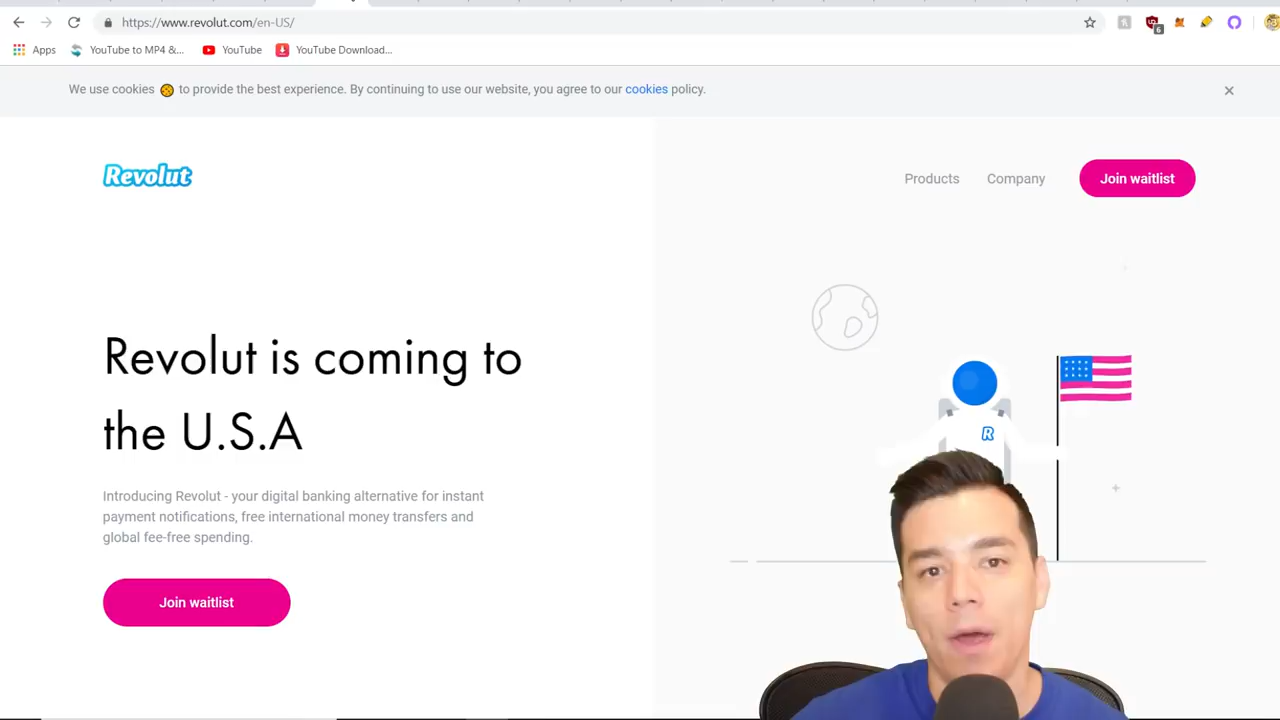 https://www.revolut.com/en-US/
6
Apps
YouTube to MP4 &...
YouTube
YouTube Download...
We use cookies to provide the best experience. By continuing to use our website, you agree to our cookies policy.
Revolut
Products
Company
Join waitlist
Revolut is coming to
the U.S.A
R
Introducing Revolut - your digital banking alternative for instant
payment notifications, free international money transfers and
global fee-free spending.
Join waitlist